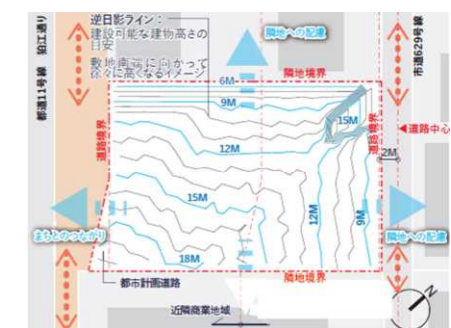 都道11号線 狛江通り
逆日影ライン：
建設可能な建物高さの
目安
敷地南端に向かって
徐々に高くなるイメージ
隣地への配慮
市道629号線
6M
隣地境界
9M
15M
道路境界
道路境界
道路中心
12M
2M
15M
12M
9M
まちとのつながり
隣地への配慮
18M
隣地境界
都市計画道路
近隣商業地域
N